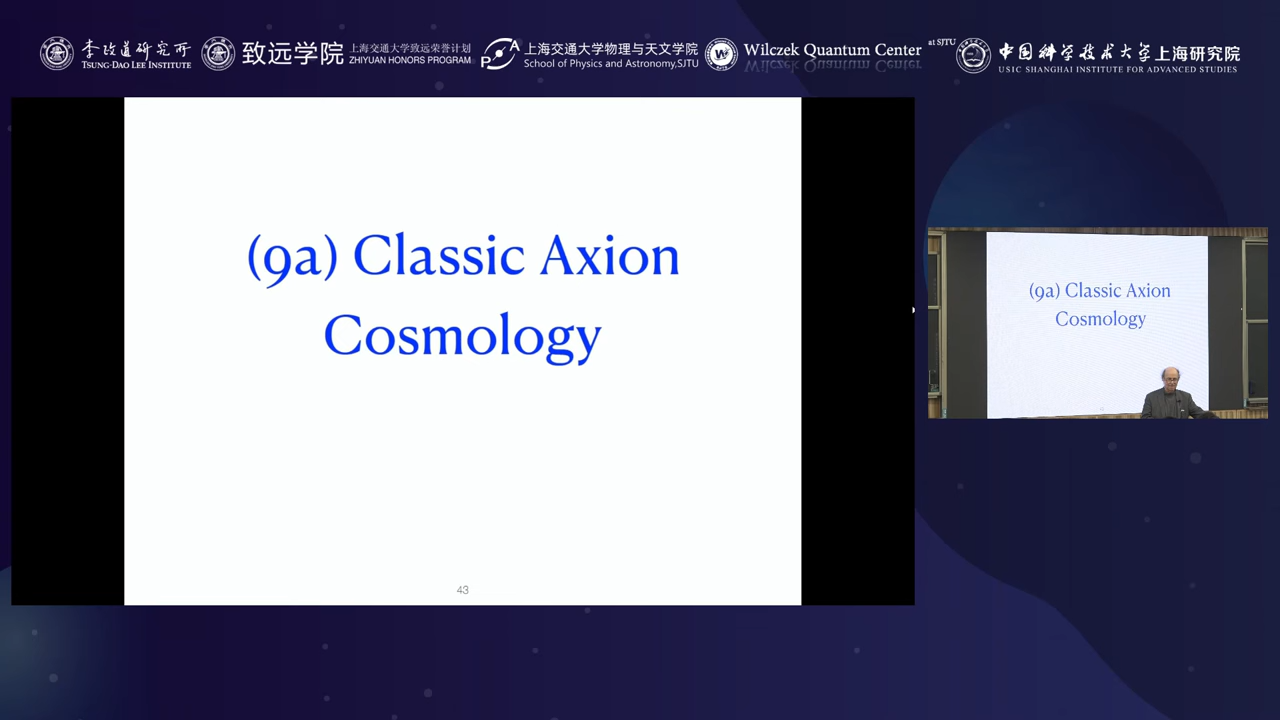 李政道研究所
TSUNG-DAO LEE INSTITUTE
致远学院
上海交通大学致远荣誉计划
ZHIYUAN HONORS PROGRAM
PA
上海交通大学物理与天文学院
School of Physics and Astronomy,SJTU
W
Wilczek Quantum Center
at SJTU
中国科学技术大学上海研究院
USTC SHANGHAI INSTITUTE FOR ADVANCED STUDIES
(9a) Classic Axion
Cosmology
43
(9a) Classic Axion
Cosmology